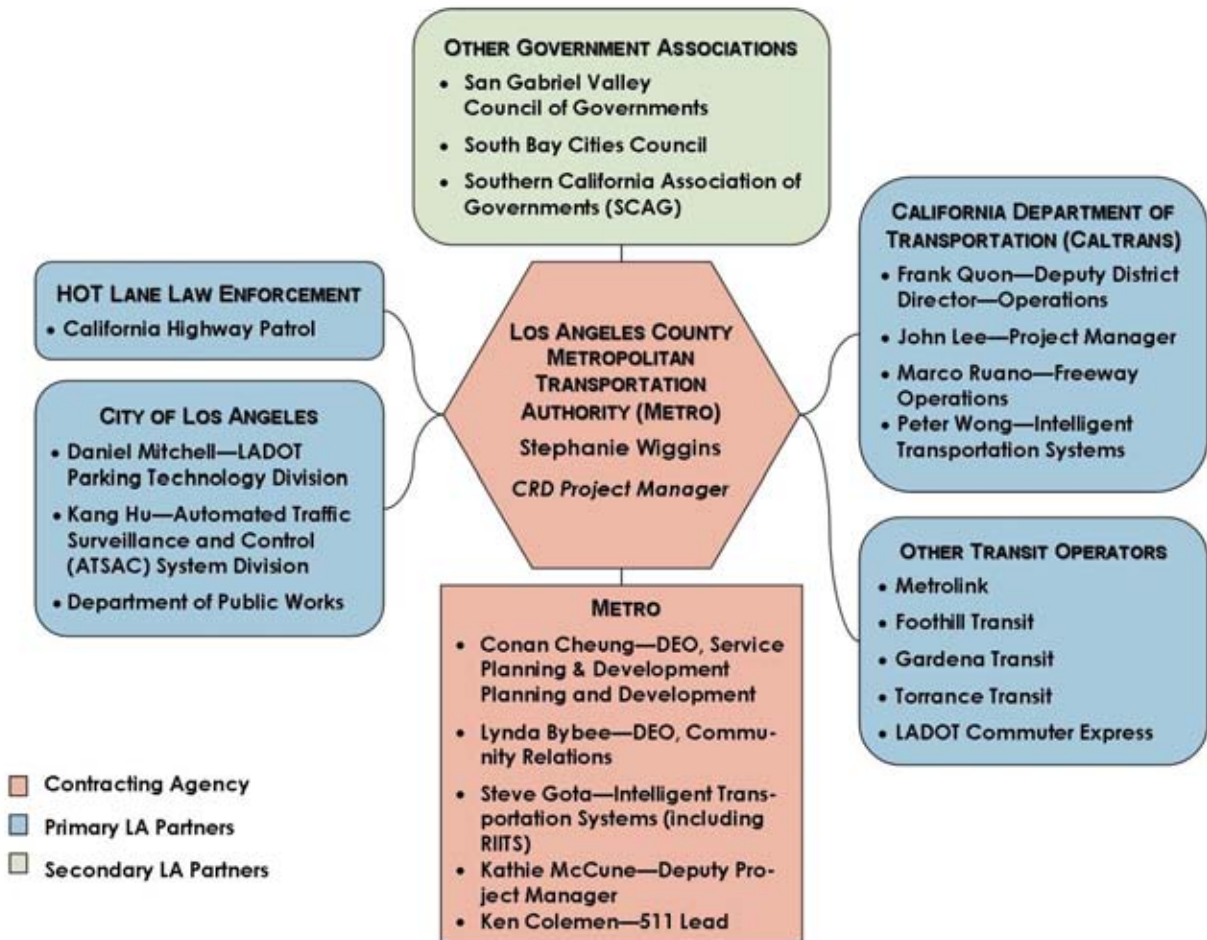 OTHER GOVERNMENT ASSOCIATIONS
• San Gabriel Valley
Council of Governments
• South Bay Cities Council
• Southern California Association of
Governments (SCAG)
HOT LANE LAW ENFORCEMENT
• California Highway Patrol
CITY OF LOS ANGELES
• Daniel Mitchell—LADOT
Parking Technology Division
• Kang Hu—Automated Traffic
Surveillance and Control
(ATSAC) System Division
• Department of Public Works
LOS ANGELES COUNTY
METROPOLITAN
TRANSPORTATION
AUTHORITY (METRO)
Stephanie Wiggins
CRD Project Manager
CALIFORNIA DEPARTMENT OF
TRANSPORTATION (CALTRANS)
• Frank Quon—Deputy District
Director—Operations
• John Lee—Project Manager
• Marco Ruano—Freeway
Operations
• Peter Wong—Intelligent
Transportation Systems
OTHER TRANSIT OPERATORS
• Metrolink
• Foothill Transit
• Gardena Transit
• Torrance Transit
• LADOT Commuter Express
METRO
• Conan Cheung—DEO, Service
Planning & Development
Planning and Development
• Lynda Bybee—DEO, Commu-
nity Relations
• Steve Gota—Intelligent Trans-
portation Systems (including
RIITS)
• Kathie McCune—Deputy Pro-
ject Manager
• Ken Colemen—511 Lead
Contracting Agency
Primary LA Partners
Secondary LA Partners